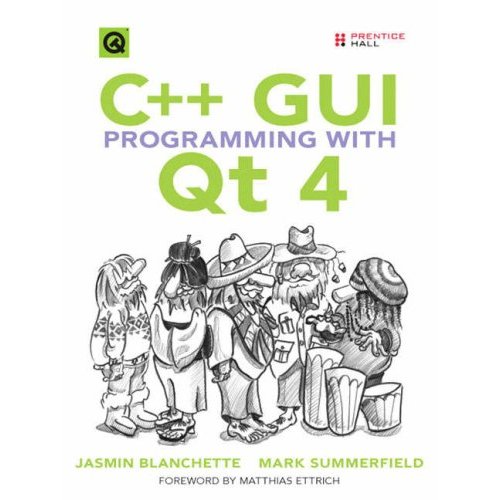 PRENTICE
HALL
C++ GUI
PROGRAMMING WITH
Qt 4
JASMIN BLANCHETTE MARK SUMMERFIELD
FOREWORD BY MATTHIAS ETTRICH